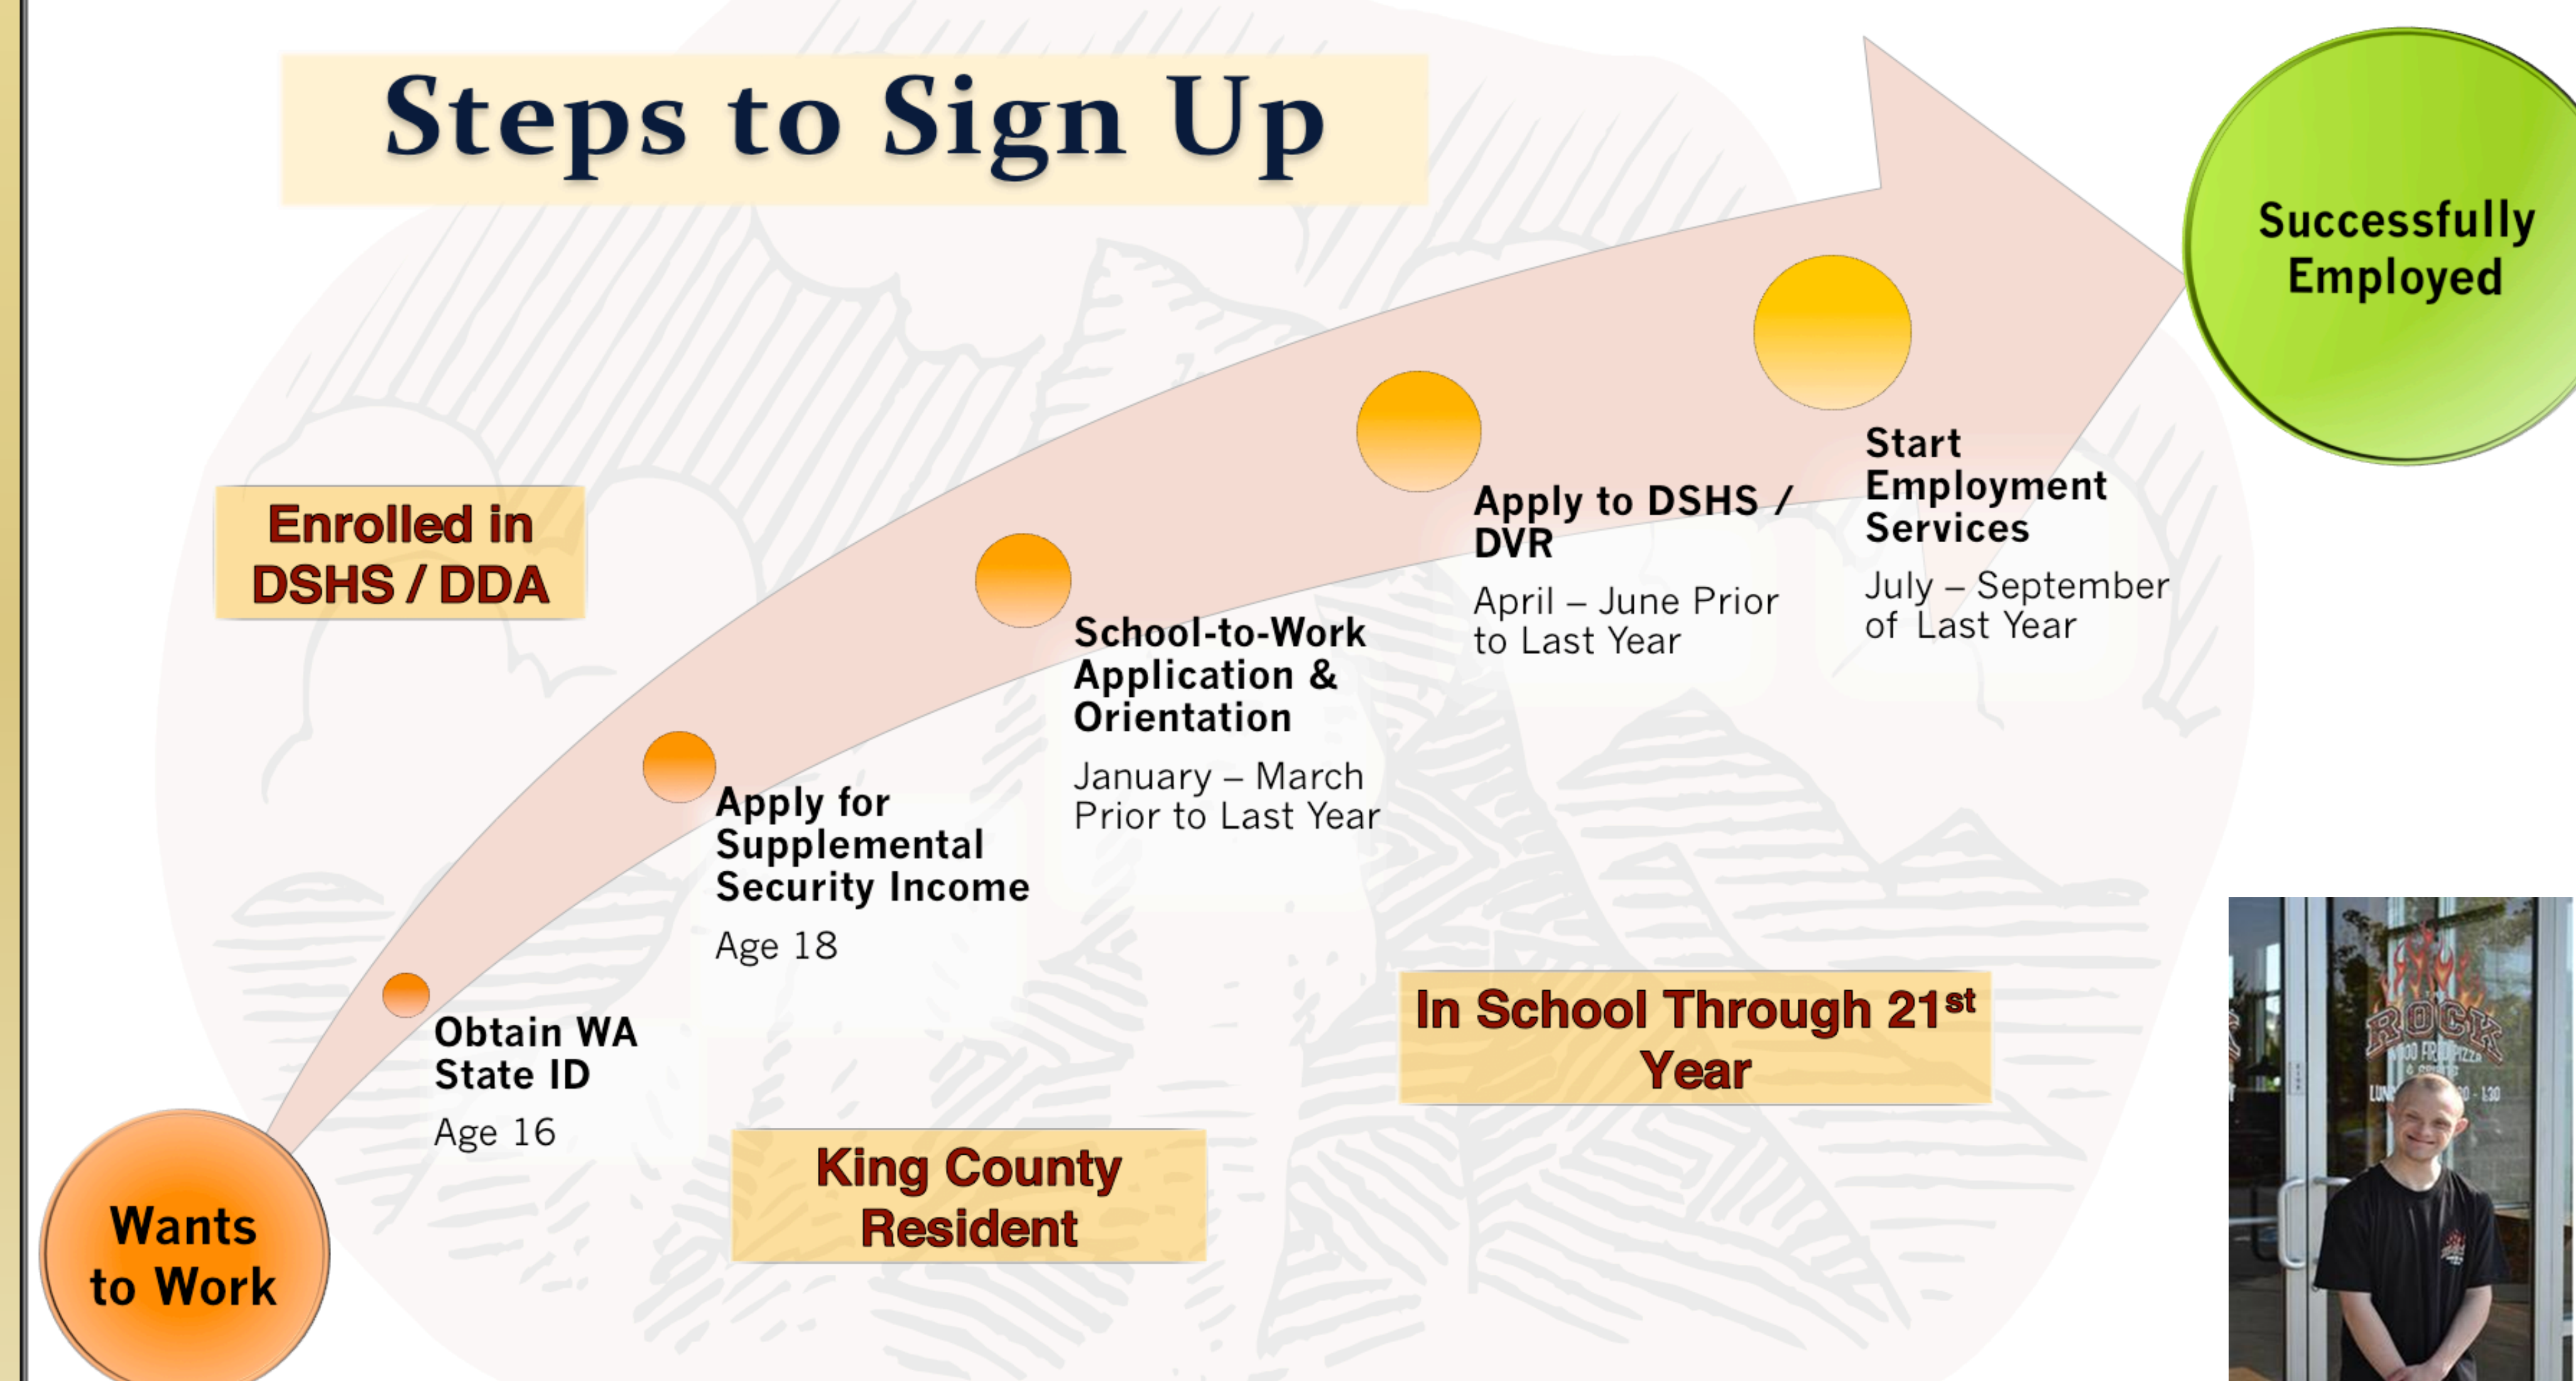 Steps to Sign Up
Successfully
Employed
Start
Employment
Services
July – September
of Last Year
Apply to DSHS /
DVR
April – June Prior
to Last Year
Enrolled in
DSHS / DDA
School-to-Work
Application &
Orientation
January – March
Prior to Last Year
Apply for
Supplemental
Security Income
Age 18
Obtain WA
State ID
Age 16
In School Through 21st
Year
King County
Resident
Wants
to Work
ROCK
WOOD FIRED PIZZA